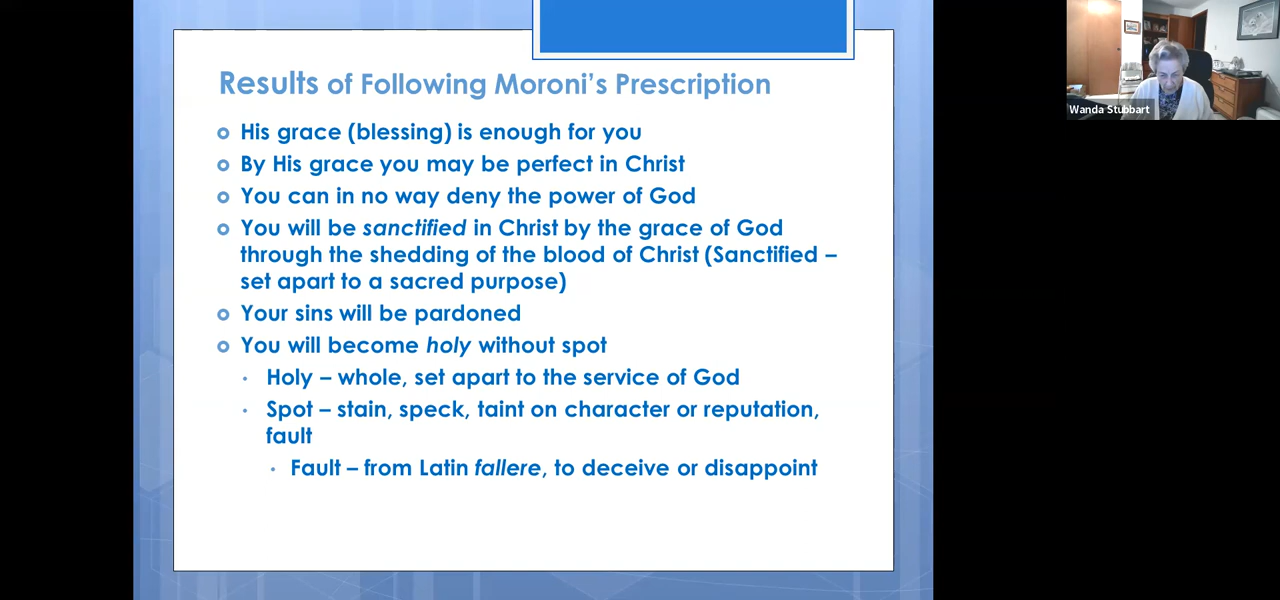 Results of Following Moroni's Prescription
His grace (blessing) is enough for you
By His grace you may be perfect in Christ
You can in no way deny the power of God
You will be sanctified in Christ by the grace of God
through the shedding of the blood of Christ (Sanctified –
set apart to a sacred purpose)
Your sins will be pardoned
You will become holy without spot
Holy – whole, set apart to the service of God
Spot – stain, speck, taint on character or reputation,
fault
Fault – from Latin fallere, to deceive or disappoint
Wanda Stubbart